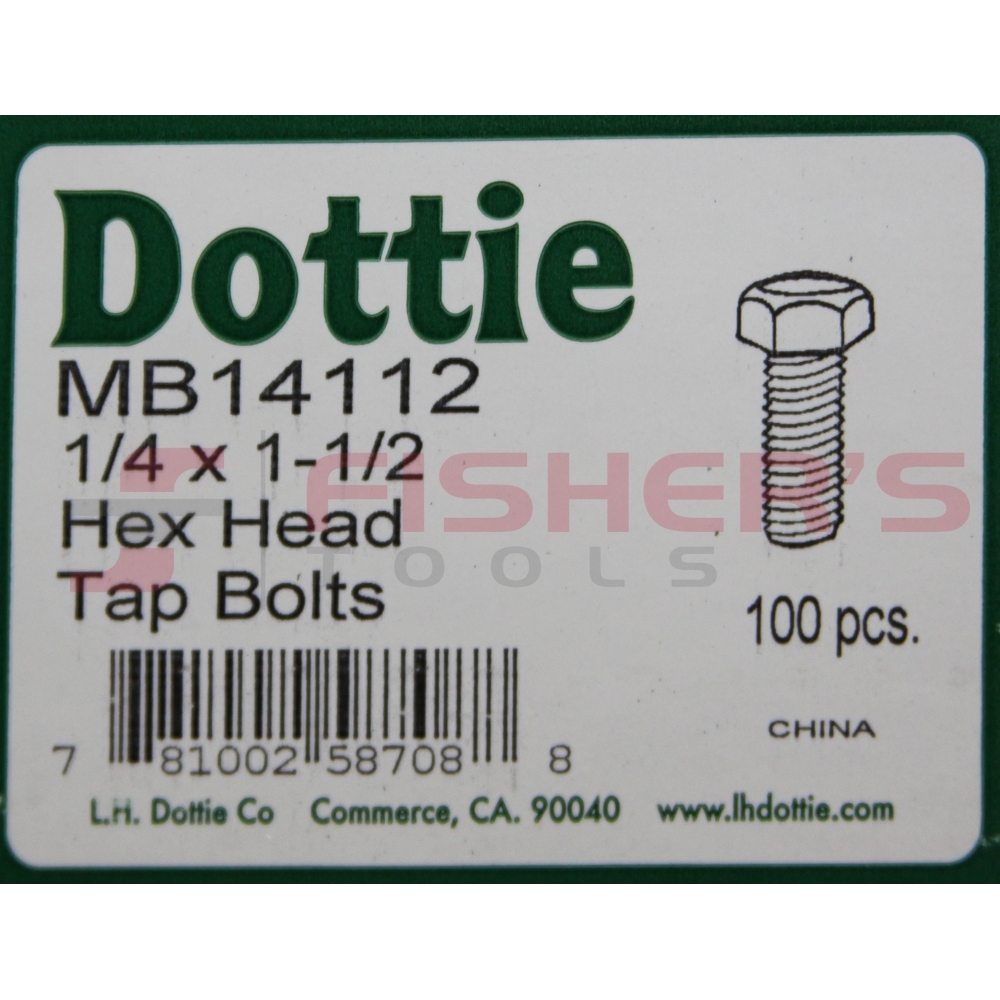 Dottie
MB14112
1/4 x 1-1/2
Hex Head
Tap Bolts
FISHER'S
TOOLS
100 pcs.
CHINA
7 81002 58708 8
L.H. Dottie Co Commerce, CA. 90040 www.lhdottie.com